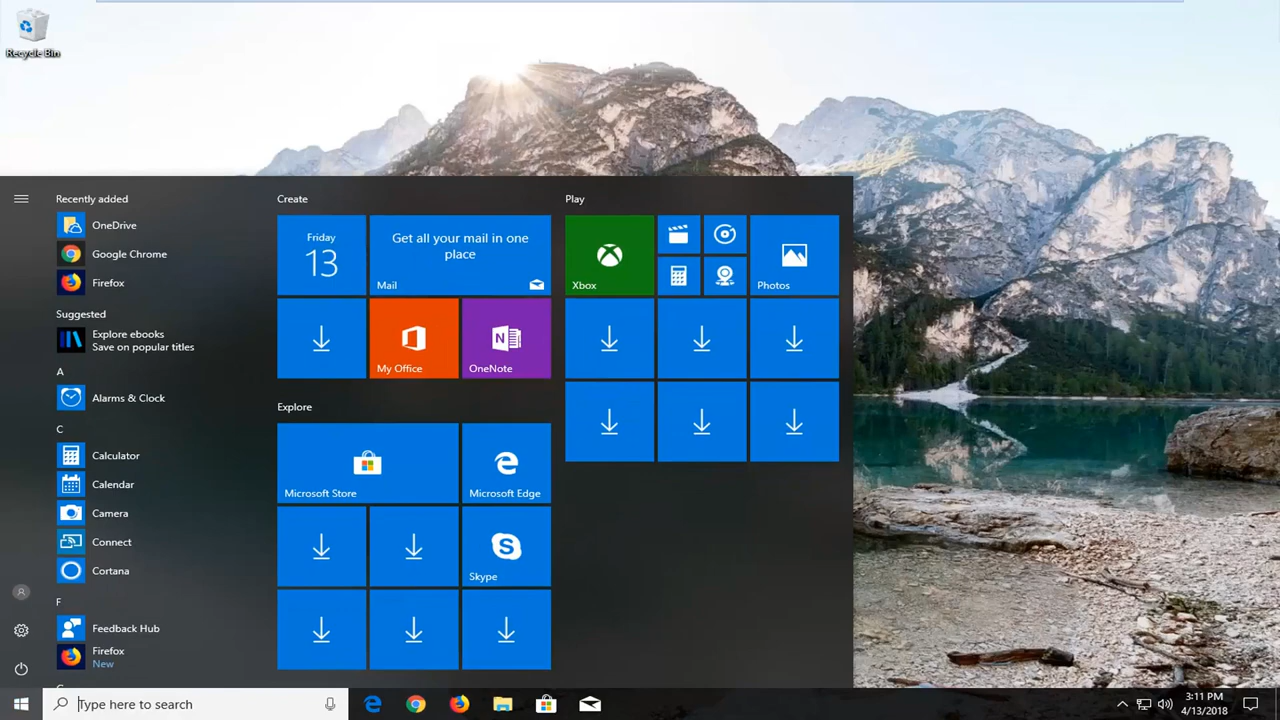 Recycle Bin
Recently added
OneDrive
Google Chrome
Firefox
Suggested
Explore ebooks
Save on popular titles
A
Alarms & Clock
C
Calculator
Calendar
Camera
Connect
Cortana
F
Feedback Hub
Firefox
New
Create
Friday
13
Get all your mail in one
place
Mail
My Office
N
OneNote
Explore
Microsoft Store
Microsoft Edge
S
Skype
Play
Xbox
Photos
Type here to search
3:11 PM
4/13/2018